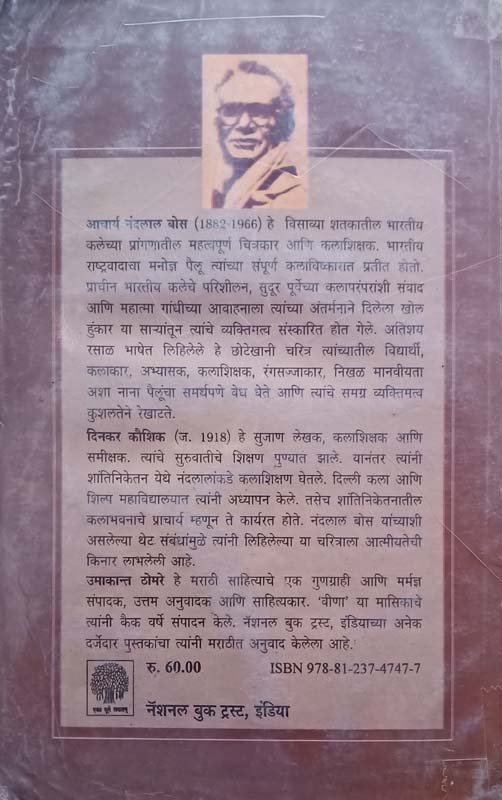 आचार्य नंदलाल बोस (1882-1966) हे विसाव्या शतकातील भारतीय
कलेच्या प्रांगणातील महत्वपूर्ण चित्रकार आणि कलाशिक्षक. भारतीय
राष्ट्रवादाचा मनोज्ञ पैलू त्यांच्या संपूर्ण कलाविष्कारात प्रतीत होतो.
प्राचीन भारतीय कलेचे परिशीलन, सुदूर पूर्वेच्या कलापरंपरांशी संवाद
आणि महात्मा गांधीच्या आवाहनाला त्यांच्या अंतर्मनाने दिलेला खोल
हुंकार या साऱ्यांतून त्यांचे व्यक्तिमत्व संस्कारित होत गेले. अतिशय
रसाळ भाषेत लिहिलेले हे छोटेखानी चरित्र त्यांच्यातील विद्यार्थी,
कलाकार, अभ्यासक, कलाशिक्षक, रंगसज्जाकार, निखळ मानवीयता
अशा नाना पैलूंचा समर्थपणे वेध घेते आणि त्यांचे समग्र व्यक्तिमत्व
कुशलतेने रेखाटते.
दिनकर कौशिक (ज. 1918) हे सुजाण लेखक, कलाशिक्षक आणि
समीक्षक. त्यांचे सुरुवातीचे शिक्षण पुण्यात झाले. यानंतर त्यांनी
शांतिनिकेतन येथे नंदलालांकडे कलाशिक्षण घेतले. दिल्ली कला आणि
शिल्प महाविद्यालयात त्यांनी अध्यापन केले. तसेच शांतिनिकेतनातील
कलाभवनाचे प्राचार्य म्हणून ते कार्यरत होते. नंदलाल बोस यांच्याशी
असलेल्या थेट संबंधांमुळे त्यांनी लिहिलेल्या या चरित्राला आत्मीयतेची
किनार लाभलेली आहे.
उमाकान्त ठोमरे हे मराठी साहित्याचे एक गुणग्राही आणि मर्मज्ञ
संपादक, उत्तम अनुवादक आणि साहित्यकार. ‘वीणा’ या मासिकाचे
त्यांनी कैक वर्षे संपादन केले. नॅशनल बुक ट्रस्ट, इंडियाच्या अनेक
दर्जेदार पुस्तकांचा त्यांनी मराठीत अनुवाद केलेला आहे.
रु. 60.00 ISBN 978-81-237-4747-7
एकः सूते सकलम्
नॅशनल बुक ट्रस्ट, इंडिया